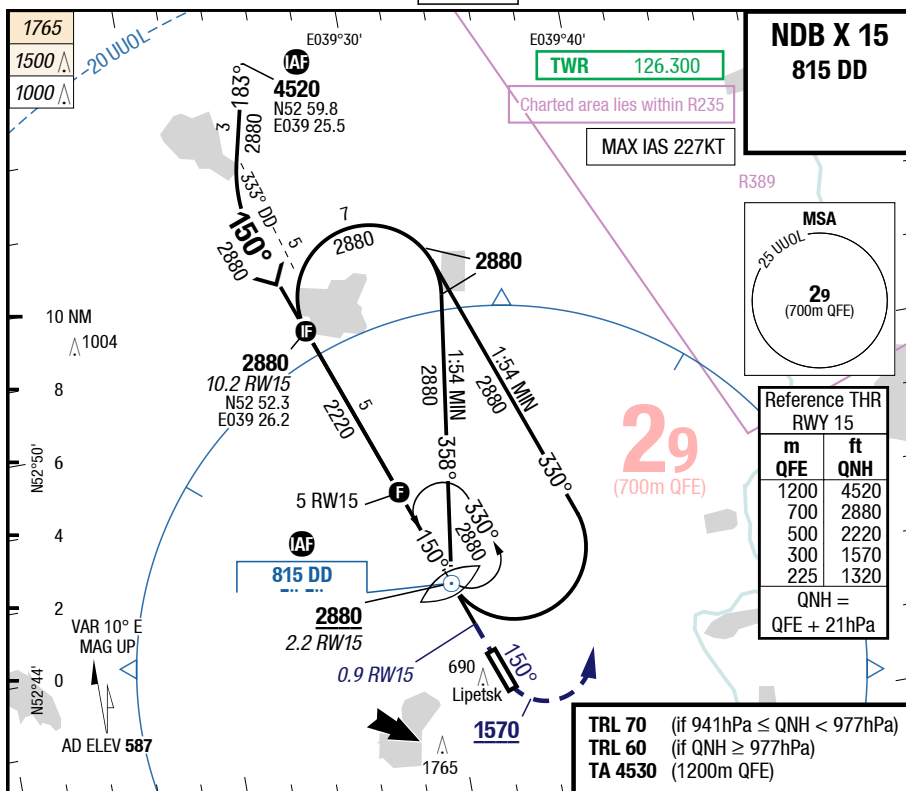 1765
1500
1000
20 UUOL
E039°30'
E039°40'
IAF
4520
N52 59.8
E039 25.5
TWR 126.300
Charted area lies within R235
MAX IAS 227KT
NDB X 15
815 DD
R389
183°
3
2880
333° DD
5
150°
2880
7
2880
2880
MSA
25 UUOL
29
(700m QFE)
10 NM
1004
IF
2880
10.2 RW15
N52 52.3
E039 26.2
5
2220
1:54 MIN
2880
358°
1:54 MIN
2880
330°
29
(700m QFE)
Reference THR
RWY 15
m ft
QFE QNH
1200 4520
700 2880
500 2220
300 1570
225 1320
QNH =
QFE + 21hPa
8
N52°50'
6
5 RW15
F
4
150°
330°
2880
IAF
815 DD
2880
2.2 RW15
2
VAR 10° E
MAG UP
0.9 RW15
150°
690
Lipetsk
0
N52°44'
AD ELEV 587
1570
1765
TRL 70 (if 941hPa ≤ QNH < 977hPa)
TRL 60 (if QNH ≥ 977hPa)
TA 4530 (1200m QFE)